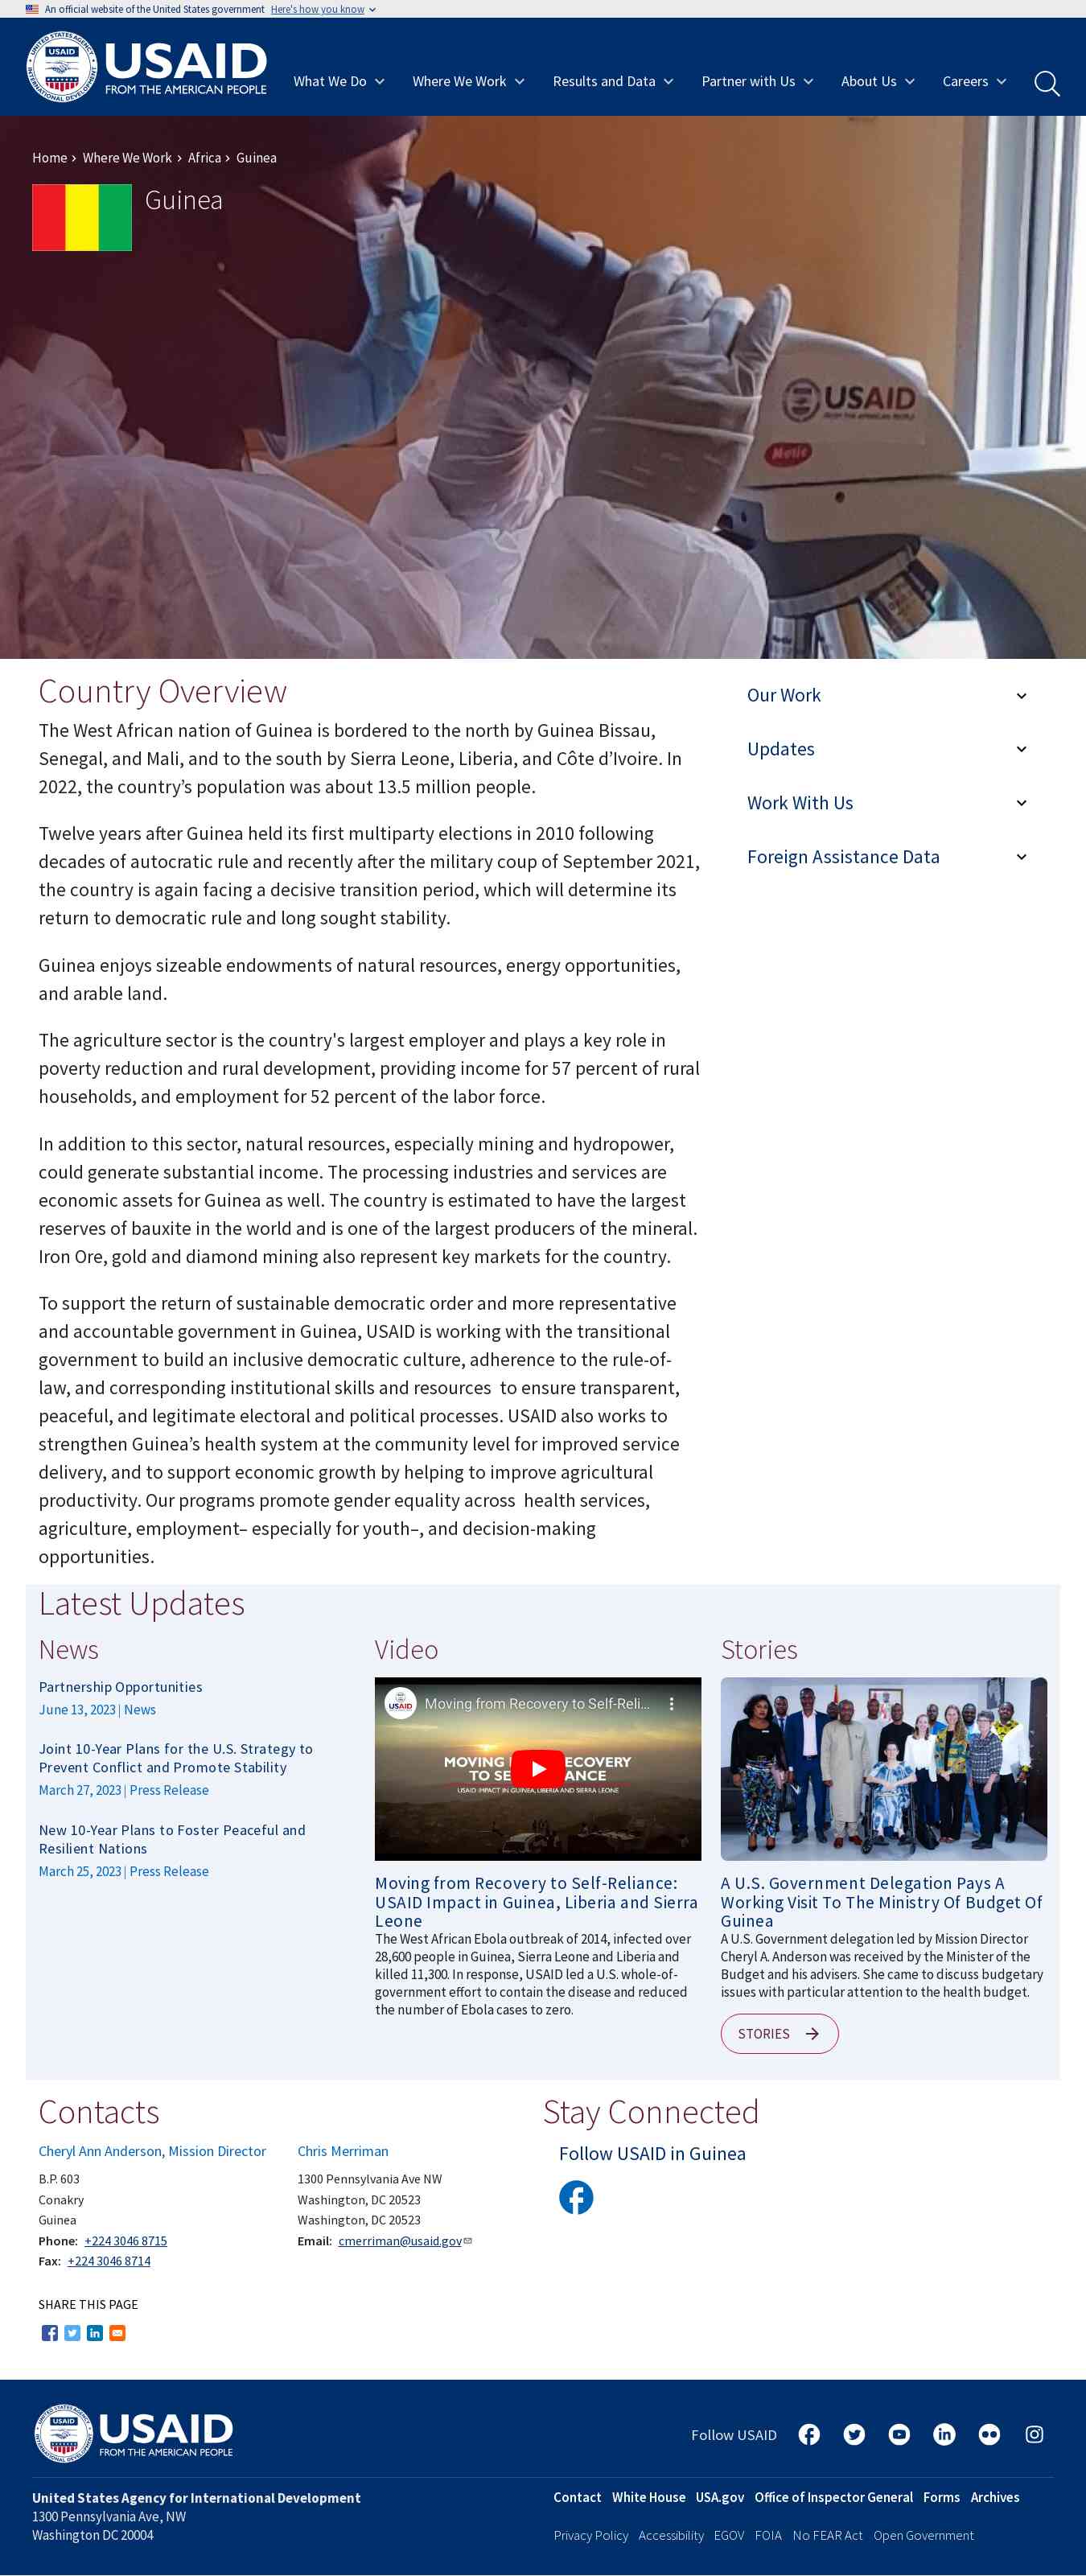 An official website of the United States government Here's how you know
USAID
FROM THE AMERICAN PEOPLE
What We Do
Where We Work
Results and Data
Partner with Us
About Us
Careers
Home › Where We Work › Africa › Guinea
Guinea
USAID
FROM THE AMERICAN PEOPLE
Motic
Country Overview
The West African nation of Guinea is bordered to the north by Guinea Bissau,
Senegal, and Mali, and to the south by Sierra Leone, Liberia, and Côte d’Ivoire. In
2022, the country’s population was about 13.5 million people.
Twelve years after Guinea held its first multiparty elections in 2010 following
decades of autocratic rule and recently after the military coup of September 2021,
the country is again facing a decisive transition period, which will determine its
return to democratic rule and long sought stability.
Guinea enjoys sizeable endowments of natural resources, energy opportunities,
and arable land.
The agriculture sector is the country's largest employer and plays a key role in
poverty reduction and rural development, providing income for 57 percent of rural
households, and employment for 52 percent of the labor force.
In addition to this sector, natural resources, especially mining and hydropower,
could generate substantial income. The processing industries and services are
economic assets for Guinea as well. The country is estimated to have the largest
reserves of bauxite in the world and is one of the largest producers of the mineral.
Iron Ore, gold and diamond mining also represent key markets for the country.
To support the return of sustainable democratic order and more representative
and accountable government in Guinea, USAID is working with the transitional
government to build an inclusive democratic culture, adherence to the rule-of-
law, and corresponding institutional skills and resources to ensure transparent,
peaceful, and legitimate electoral and political processes. USAID also works to
strengthen Guinea’s health system at the community level for improved service
delivery, and to support economic growth by helping to improve agricultural
productivity. Our programs promote gender equality across health services,
agriculture, employment– especially for youth–, and decision-making
opportunities.
Our Work
Updates
Work With Us
Foreign Assistance Data
Latest Updates
News
Partnership Opportunities
June 13, 2023 | News
Joint 10-Year Plans for the U.S. Strategy to
Prevent Conflict and Promote Stability
March 27, 2023 | Press Release
New 10-Year Plans to Foster Peaceful and
Resilient Nations
March 25, 2023 | Press Release
Video
Moving from Recovery to Self-Reli...
USAID IMPACT IN GUINEA, LIBERIA AND SIERRA LEONE
Moving from Recovery to Self-Reliance:
USAID Impact in Guinea, Liberia and Sierra
Leone
The West African Ebola outbreak of 2014, infected over
28,600 people in Guinea, Sierra Leone and Liberia and
killed 11,300. In response, USAID led a U.S. whole-of-
government effort to contain the disease and reduced
the number of Ebola cases to zero.
Stories
A U.S. Government Delegation Pays A
Working Visit To The Ministry Of Budget Of
Guinea
A U.S. Government delegation led by Mission Director
Cheryl A. Anderson was received by the Minister of the
Budget and his advisers. She came to discuss budgetary
issues with particular attention to the health budget.
STORIES
Contacts
Cheryl Ann Anderson, Mission Director
B.P. 603
Conakry
Guinea
Phone: +224 3046 8715
Fax: +224 3046 8714
Chris Merriman
1300 Pennsylvania Ave NW
Washington, DC 20523
Washington, DC 20523
Email: cmerriman@usaid.gov
Stay Connected
Follow USAID in Guinea
SHARE THIS PAGE
USAID
FROM THE AMERICAN PEOPLE
Follow USAID
United States Agency for International Development
1300 Pennsylvania Ave, NW
Washington DC 20004
Contact White House USA.gov Office of Inspector General Forms Archives
Privacy Policy Accessibility EGOV FOIA No FEAR Act Open Government